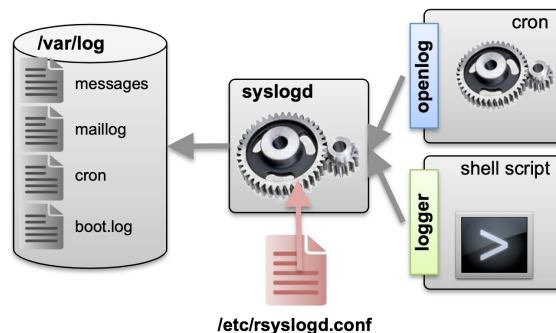 /var/log
messages
maillog
cron
boot.log
syslogd
openlog
cron
logger
shell script
>
/etc/rsyslogd.conf